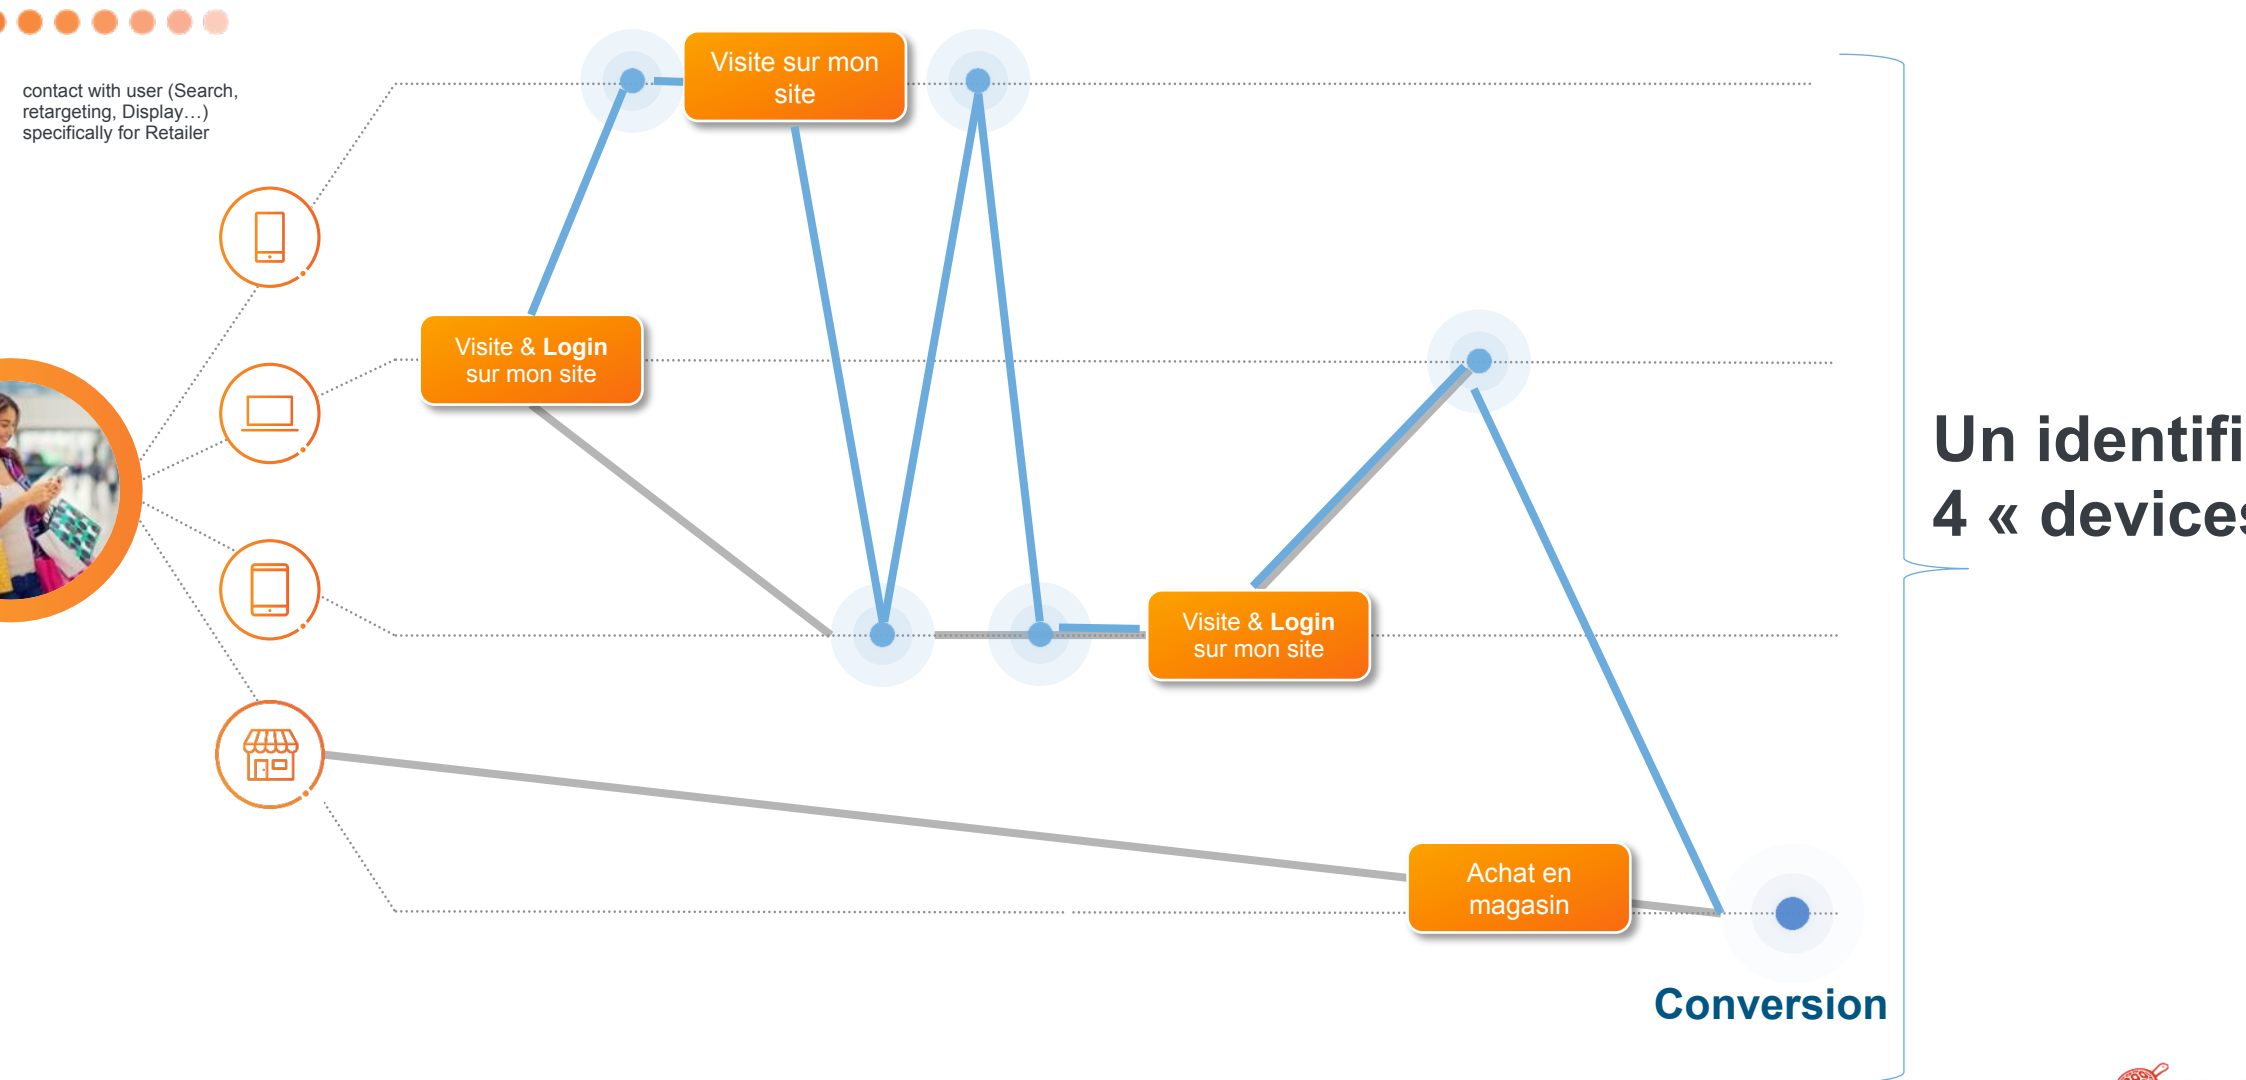 contact with user (Search,
retargeting, Display…)
specifically for Retailer
Visite sur mon
site
Visite & Login
sur mon site
Visite & Login
sur mon site
Achat en
magasin
Conversion
Un identifi
4 « devices